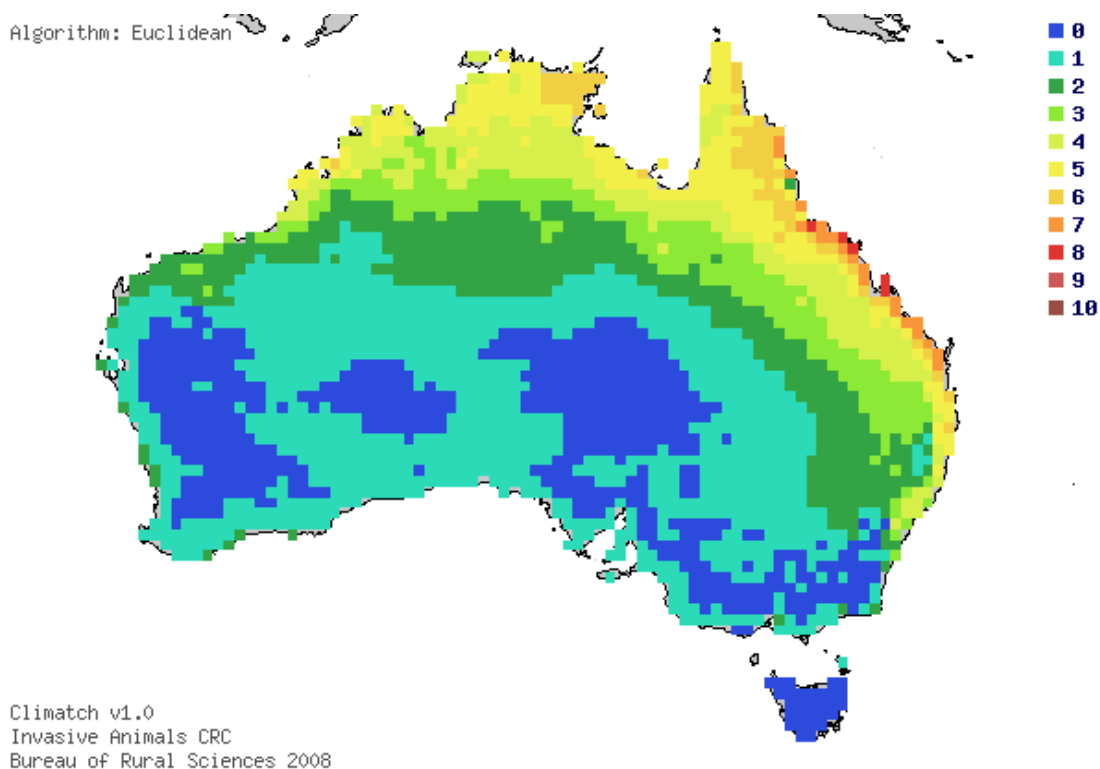 Algorithm: Euclidean
0
1
2
3
4
5
6
7
8
9
10
Climatch v1.0
Invasive Animals CRC
Bureau of Rural Sciences 2008